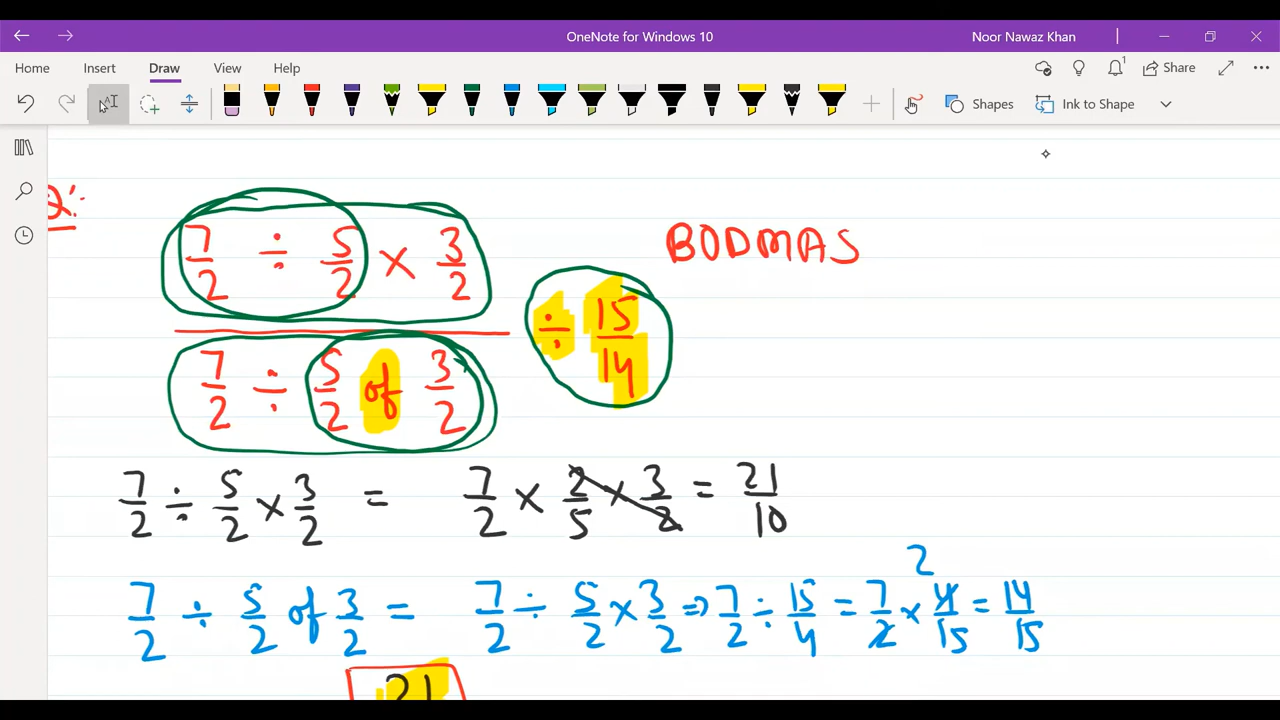 OneNote for Windows 10
Noor Nawaz Khan
Home Insert Draw View Help
Share
Shapes Ink to Shape
Q:
7/2 ÷ 5/2 × 3/2
BODMAS
÷ 15/14
7/2 ÷ 5/2 of 3/2
7/2 ÷ 5/2 × 3/2 = 7/2 × 2/5 × 3/2 = 21/10
2
7/2 ÷ 5/2 of 3/2 = 7/2 ÷ 5/2 × 3/2 ⇒ 7/2 ÷ 15/4 = 7/2 × 4/15 = 14/15
21